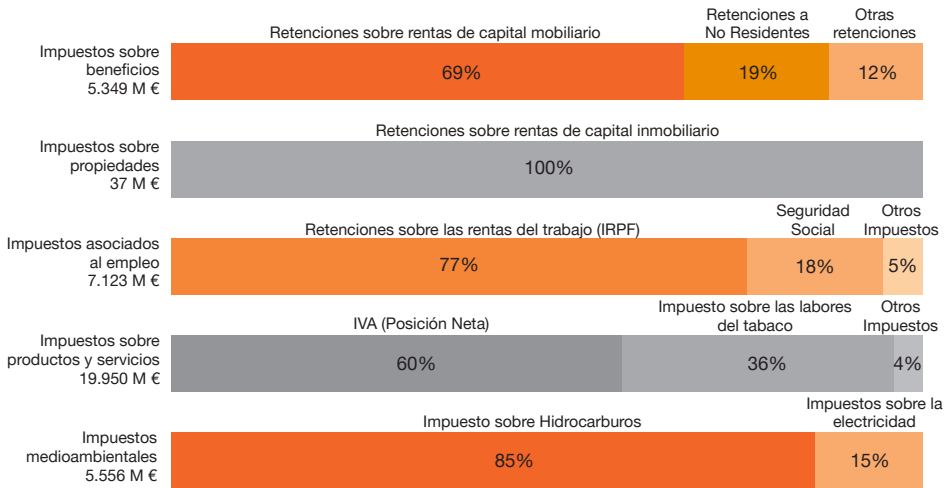 Retenciones sobre rentas de capital mobiliario
Retenciones a
No Residentes
Otras
retenciones
Impuestos sobre
beneficios
5.349 M €
69%
19%
12%
Retenciones sobre rentas de capital inmobiliario
Impuestos sobre
propiedades
37 M €
100%
Retenciones sobre las rentas del trabajo (IRPF)
Seguridad
Social
Otros
Impuestos
Impuestos asociados
al empleo
7.123 M €
77%
18%
5%
IVA (Posición Neta)
Impuesto sobre las labores
del tabaco
Otros
Impuestos
Impuestos sobre
productos y servicios
19.950 M €
60%
36%
4%
Impuesto sobre Hidrocarburos
Impuestos sobre la
electricidad
Impuestos
medioambientales
5.556 M €
85%
15%